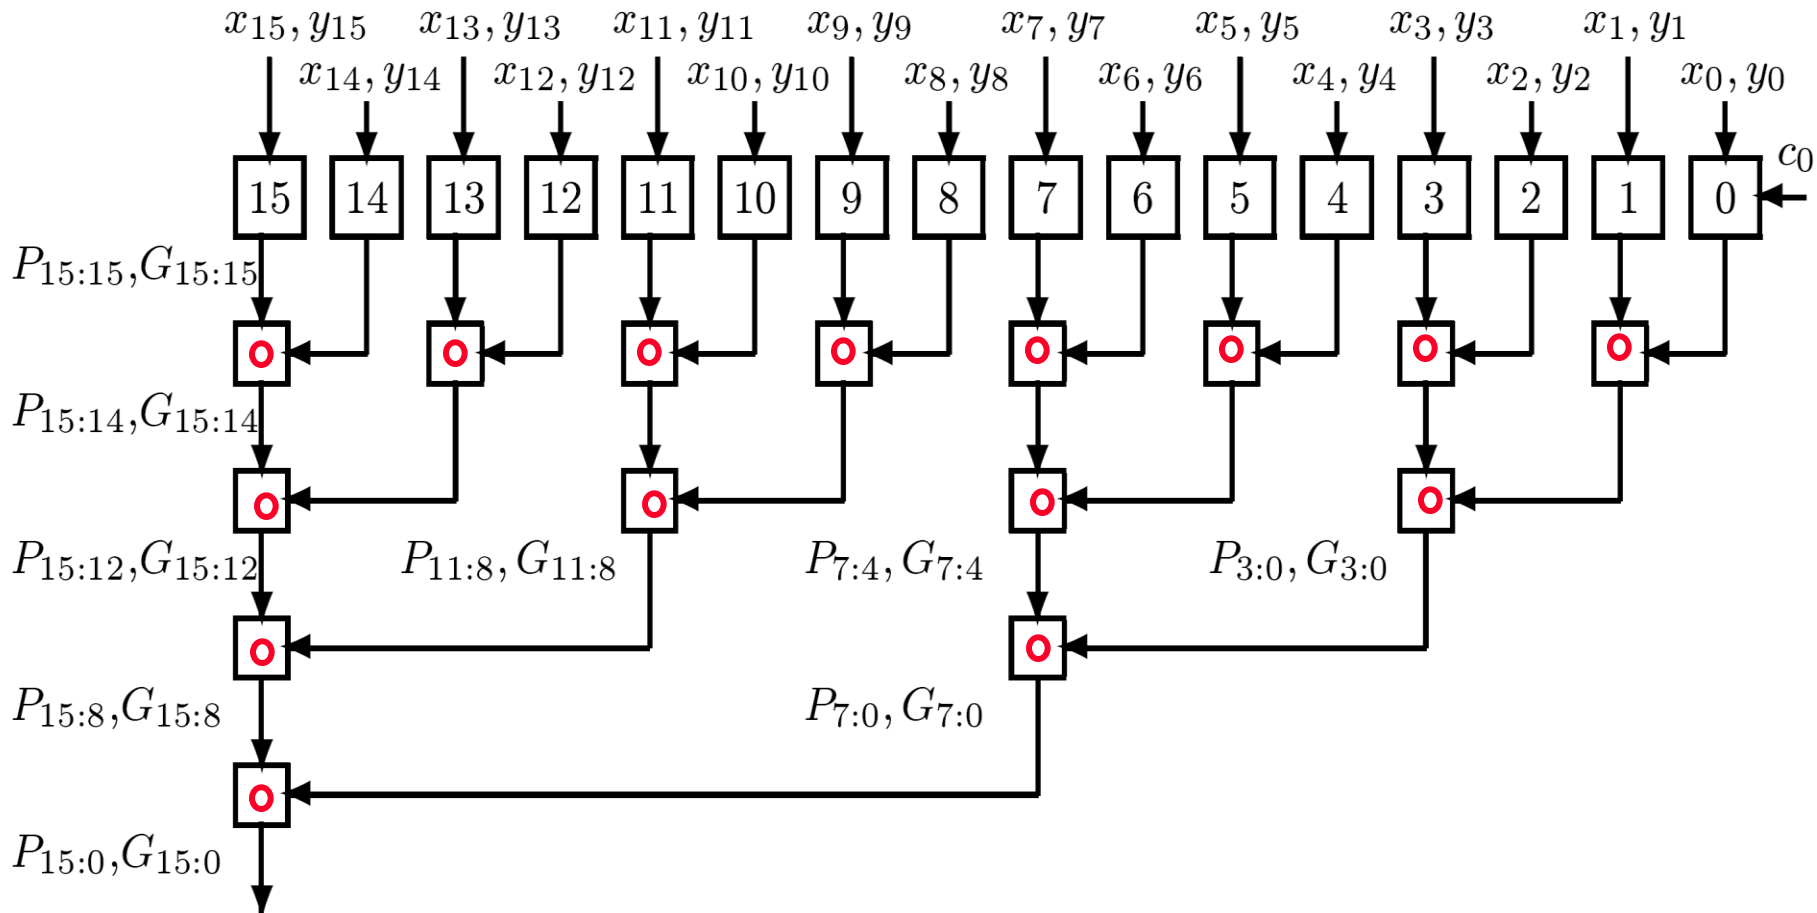 x15, y15 x13, y13 x11, y11 x9, y9 x7, y7 x5, y5 x3, y3 x1, y1
x14, y14 x12, y12 x10, y10 x8, y8 x6, y6 x4, y4 x2, y2 x0, y0
c0
15 14 13 12 11 10 9 8 7 6 5 4 3 2 1 0
P15:15,G15:15
P15:14,G15:14
P15:12,G15:12 P11:8, G11:8 P7:4, G7:4 P3:0, G3:0
P15:8,G15:8 P7:0, G7:0
P15:0,G15:0